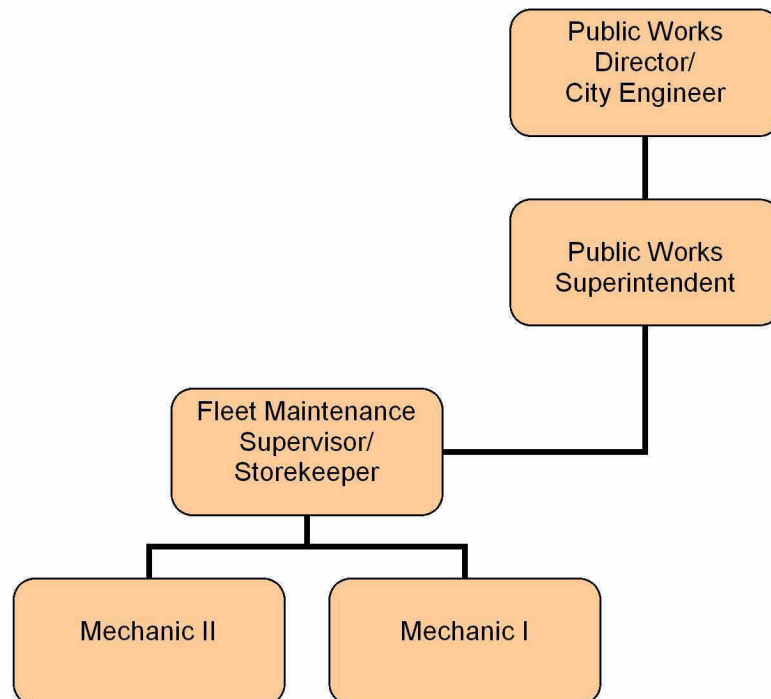 Public Works
Director/
City Engineer
Public Works
Superintendent
Fleet Maintenance
Supervisor/
Storekeeper
Mechanic II
Mechanic I